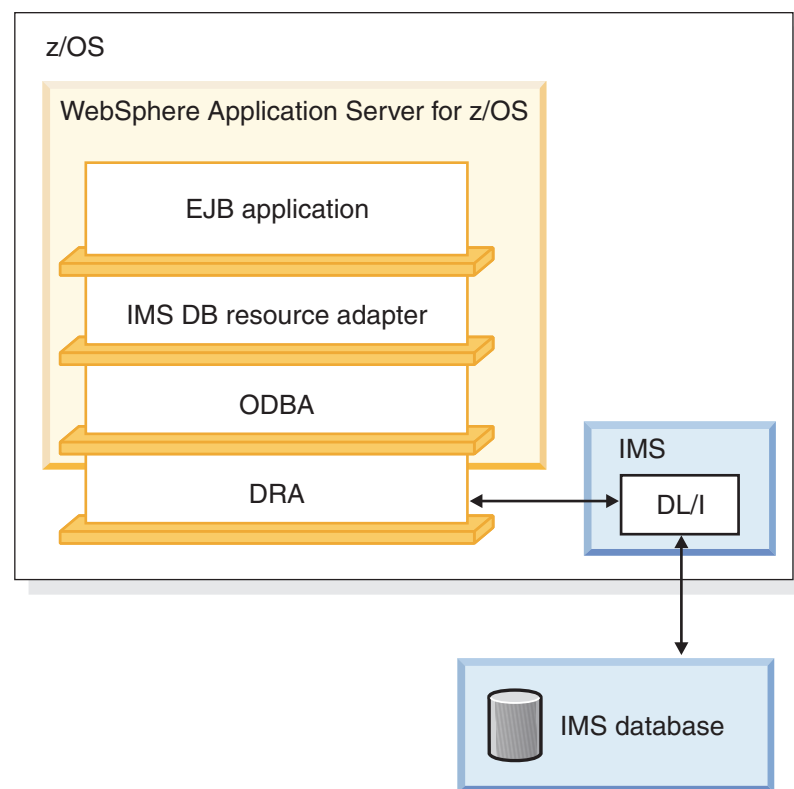 z/OS
WebSphere Application Server for z/OS
EJB application
IMS DB resource adapter
ODBA
DRA
IMS
DL/I
IMS database